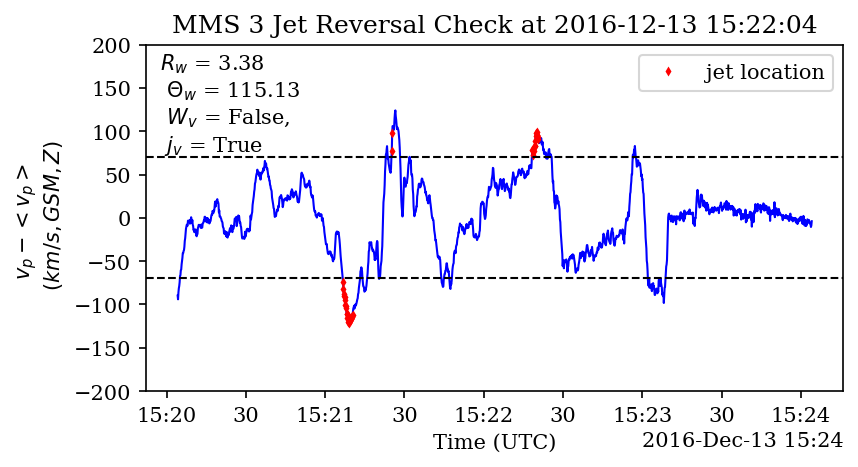 MMS 3 Jet Reversal Check at 2016-12-13 15:22:04
R_w = 3.38
Θ_w = 115.13
W_v = False,
j_v = True
jet location
200
150
100
50
0
−50
−100
−150
−200
v_p − < v_p >
(km/s, GSM, Z)
15:20 30 15:21 30 15:22 30 15:23 30 15:24
Time (UTC)
2016-Dec-13 15:24